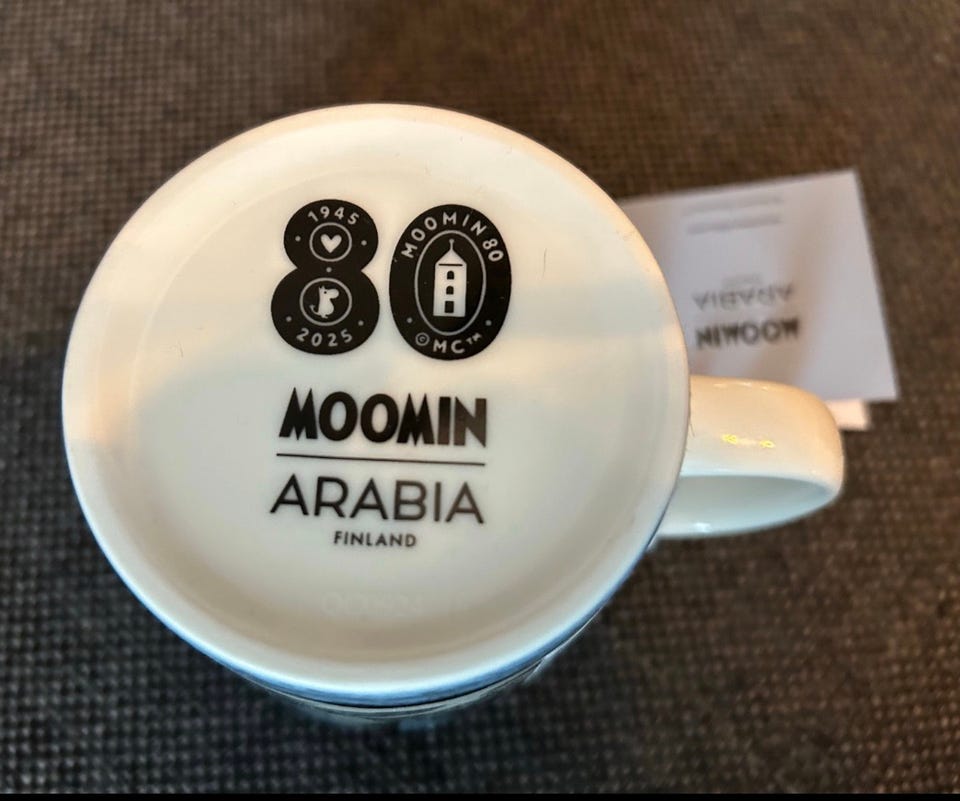 1945
2025
MOOMIN 80
©MC™
MOOMIN
ARABIA
FINLAND
MOOMIN
ARABIA